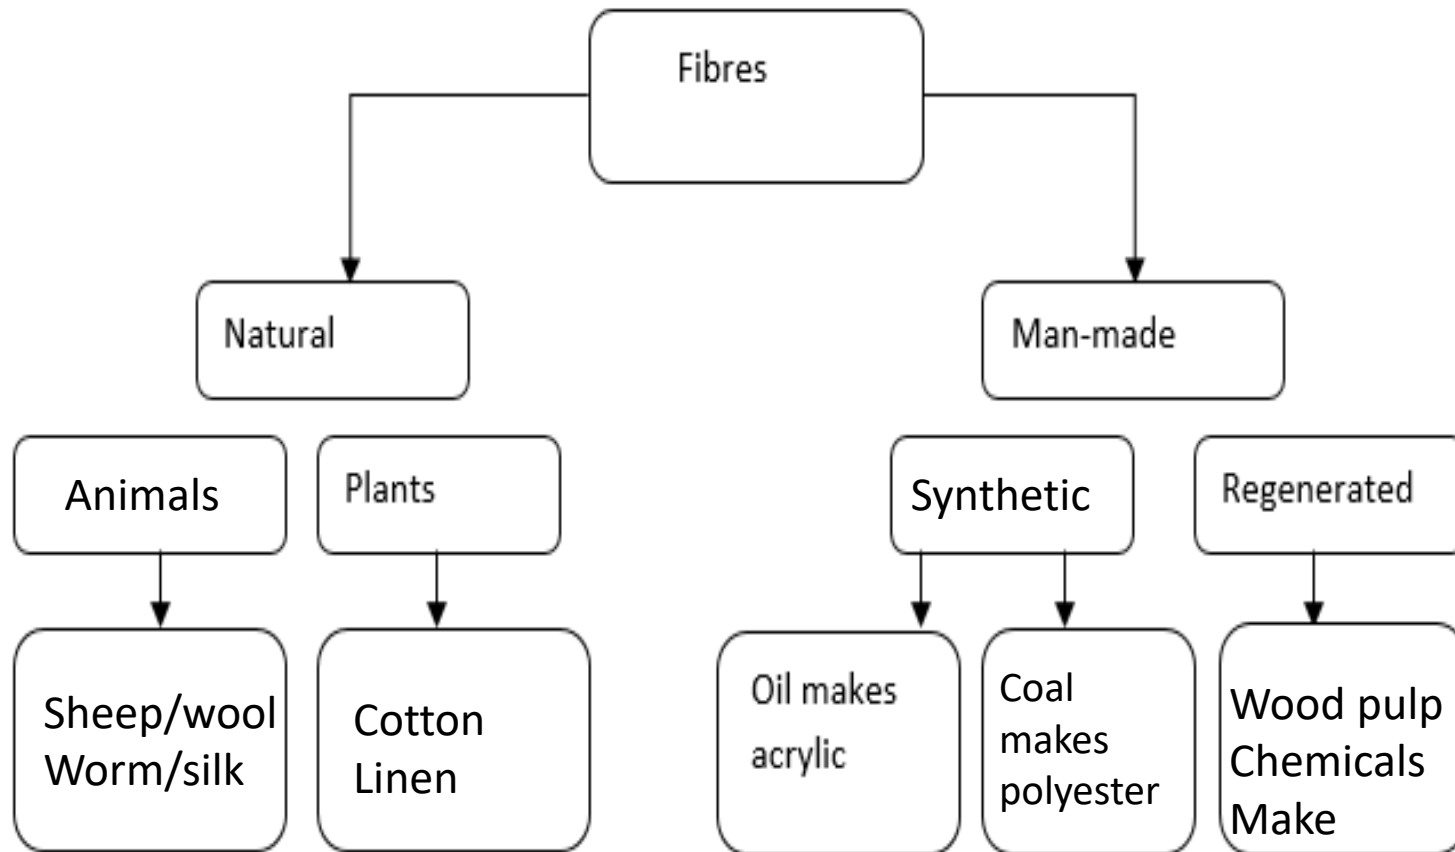 Fibres
Natural
Man-made
Animals
Plants
Synthetic
Regenerated
Sheep/wool
Worm/silk
Cotton
Linen
Oil makes
acrylic
Coal
makes
polyester
Wood pulp
Chemicals
Make